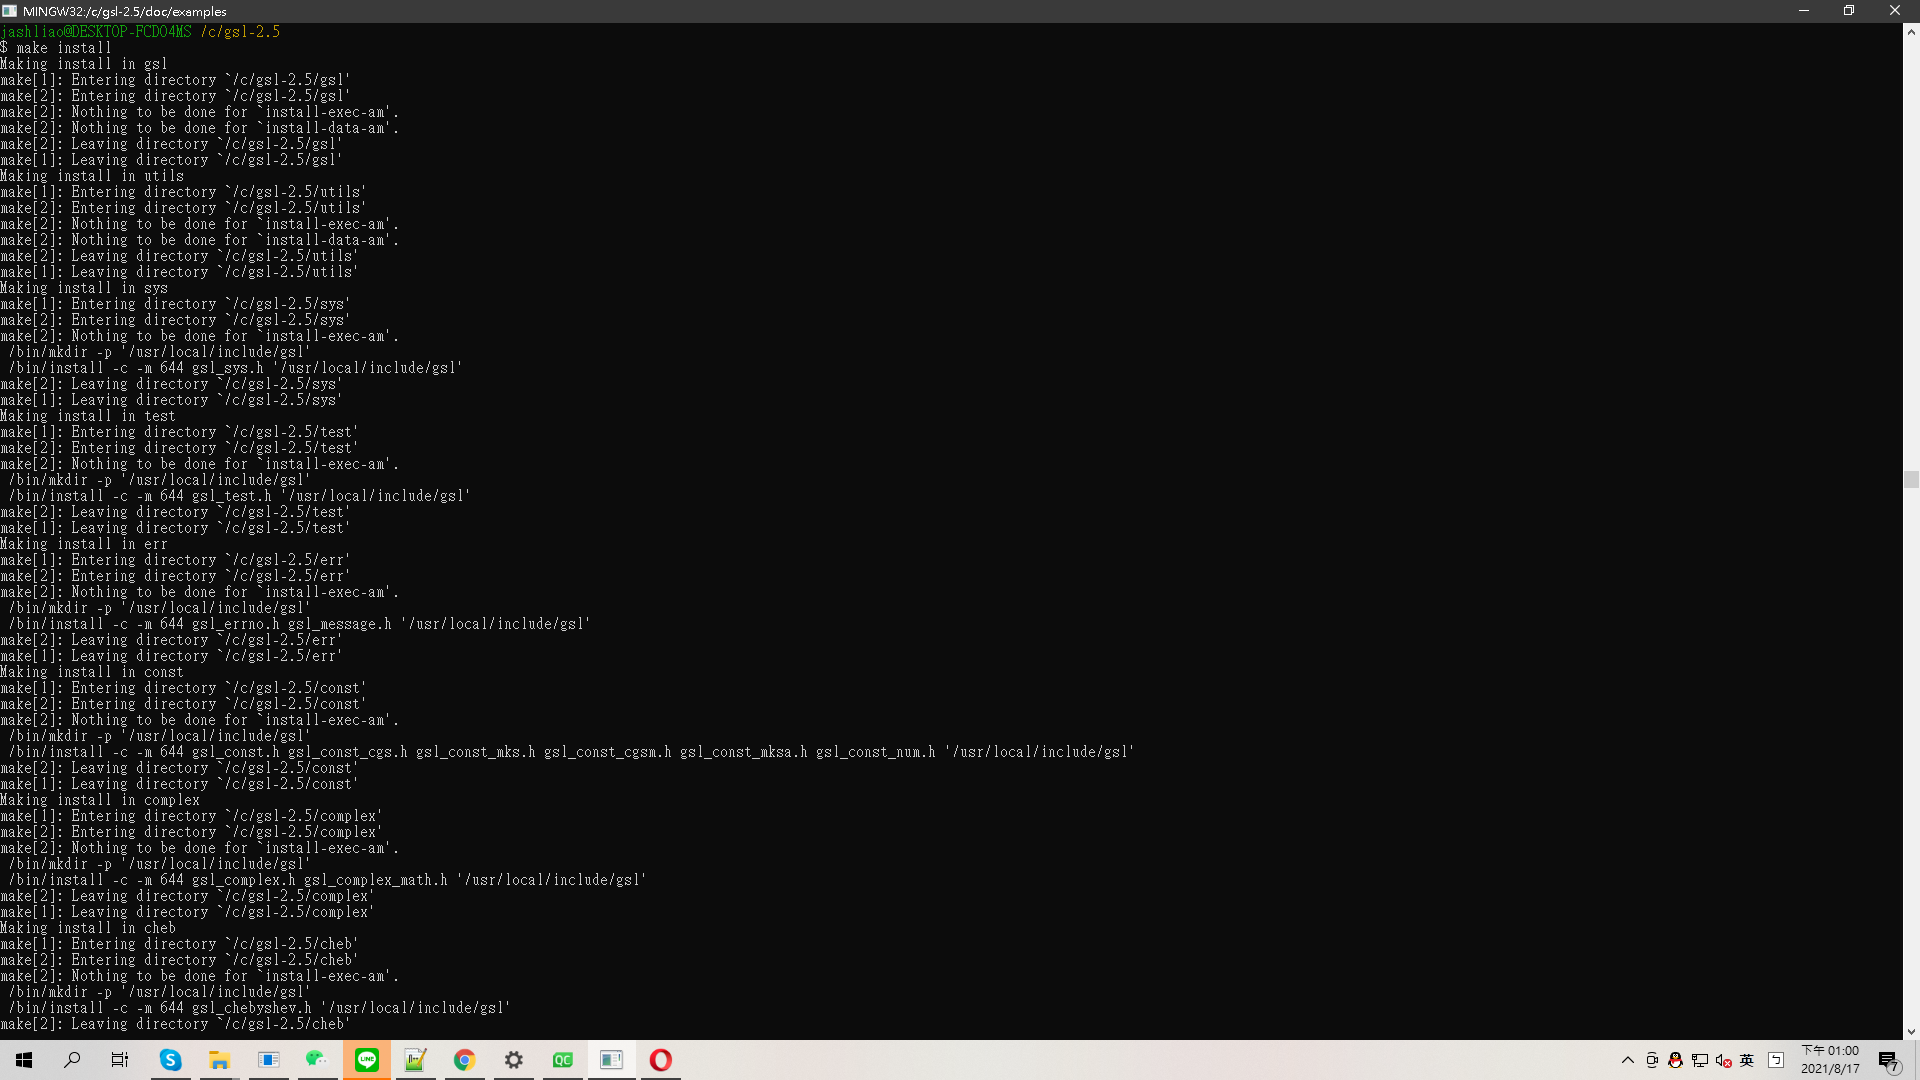 MINGW32:/c/gsl-2.5/doc/examples
jashliao@DESKTOP-FCDO4MS /c/gsl-2.5
$ make install
Making install in gsl
make[1]: Entering directory `/c/gsl-2.5/gsl'
make[2]: Entering directory `/c/gsl-2.5/gsl'
make[2]: Nothing to be done for `install-exec-am'.
make[2]: Nothing to be done for `install-data-am'.
make[2]: Leaving directory `/c/gsl-2.5/gsl'
make[1]: Leaving directory `/c/gsl-2.5/gsl'
Making install in utils
make[1]: Entering directory `/c/gsl-2.5/utils'
make[2]: Entering directory `/c/gsl-2.5/utils'
make[2]: Nothing to be done for `install-exec-am'.
make[2]: Nothing to be done for `install-data-am'.
make[2]: Leaving directory `/c/gsl-2.5/utils'
make[1]: Leaving directory `/c/gsl-2.5/utils'
Making install in sys
make[1]: Entering directory `/c/gsl-2.5/sys'
make[2]: Entering directory `/c/gsl-2.5/sys'
make[2]: Nothing to be done for `install-exec-am'.
 /bin/mkdir -p '/usr/local/include/gsl'
 /bin/install -c -m 644 gsl_sys.h '/usr/local/include/gsl'
make[2]: Leaving directory `/c/gsl-2.5/sys'
make[1]: Leaving directory `/c/gsl-2.5/sys'
Making install in test
make[1]: Entering directory `/c/gsl-2.5/test'
make[2]: Entering directory `/c/gsl-2.5/test'
make[2]: Nothing to be done for `install-exec-am'.
 /bin/mkdir -p '/usr/local/include/gsl'
 /bin/install -c -m 644 gsl_test.h '/usr/local/include/gsl'
make[2]: Leaving directory `/c/gsl-2.5/test'
make[1]: Leaving directory `/c/gsl-2.5/test'
Making install in err
make[1]: Entering directory `/c/gsl-2.5/err'
make[2]: Entering directory `/c/gsl-2.5/err'
make[2]: Nothing to be done for `install-exec-am'.
 /bin/mkdir -p '/usr/local/include/gsl'
 /bin/install -c -m 644 gsl_errno.h gsl_message.h '/usr/local/include/gsl'
make[2]: Leaving directory `/c/gsl-2.5/err'
make[1]: Leaving directory `/c/gsl-2.5/err'
Making install in const
make[1]: Entering directory `/c/gsl-2.5/const'
make[2]: Entering directory `/c/gsl-2.5/const'
make[2]: Nothing to be done for `install-exec-am'.
 /bin/mkdir -p '/usr/local/include/gsl'
 /bin/install -c -m 644 gsl_const.h gsl_const_cgs.h gsl_const_mks.h gsl_const_cgsm.h gsl_const_mksa.h gsl_const_num.h '/usr/local/include/gsl'
make[2]: Leaving directory `/c/gsl-2.5/const'
make[1]: Leaving directory `/c/gsl-2.5/const'
Making install in complex
make[1]: Entering directory `/c/gsl-2.5/complex'
make[2]: Entering directory `/c/gsl-2.5/complex'
make[2]: Nothing to be done for `install-exec-am'.
 /bin/mkdir -p '/usr/local/include/gsl'
 /bin/install -c -m 644 gsl_complex.h gsl_complex_math.h '/usr/local/include/gsl'
make[2]: Leaving directory `/c/gsl-2.5/complex'
make[1]: Leaving directory `/c/gsl-2.5/complex'
Making install in cheb
make[1]: Entering directory `/c/gsl-2.5/cheb'
make[2]: Entering directory `/c/gsl-2.5/cheb'
make[2]: Nothing to be done for `install-exec-am'.
 /bin/mkdir -p '/usr/local/include/gsl'
 /bin/install -c -m 644 gsl_chebyshev.h '/usr/local/include/gsl'
make[2]: Leaving directory `/c/gsl-2.5/cheb'
LINE
QC
英
下午 01:00
2021/8/17
7